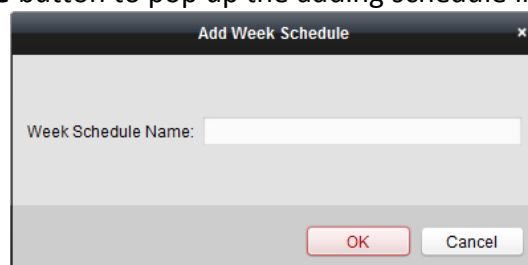 button to pop up the adding schedule
Add Week Schedule ×
Week Schedule Name:
OK Cancel